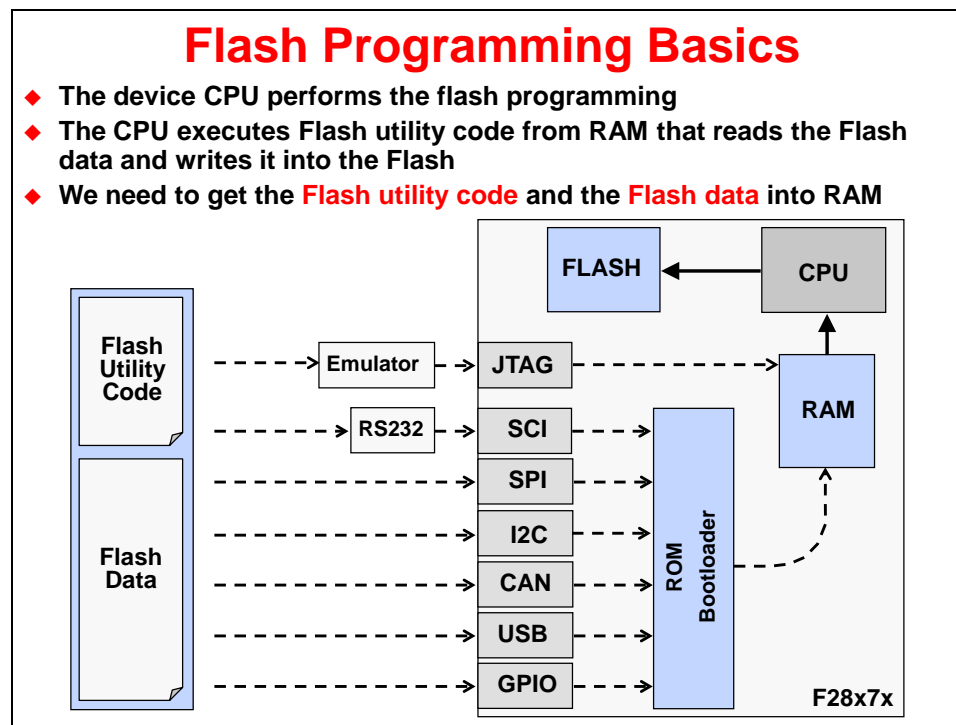 Flash Programming Basics
The device CPU performs the flash programming
The CPU executes Flash utility code from RAM that reads the Flash
data and writes it into the Flash
We need to get the Flash utility code and the Flash data into RAM
FLASH
CPU
Flash
Utility
Code
Emulator
JTAG
RAM
RS232
SCI
SPI
I2C
CAN
USB
GPIO
Flash
Data
ROM
Bootloader
F28x7x